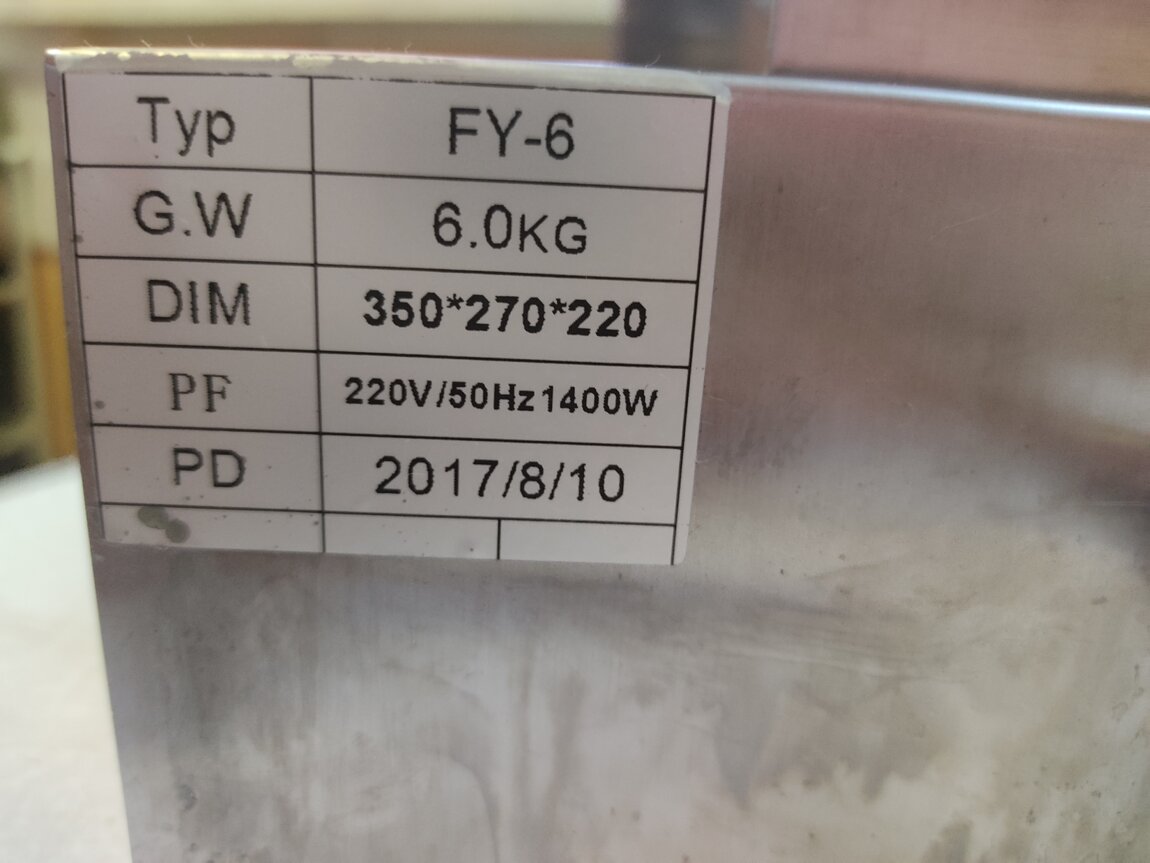 Typ FY-6
G.W 6.0KG
DIM 350*270*220
PF 220V/50Hz1400W
PD 2017/8/10